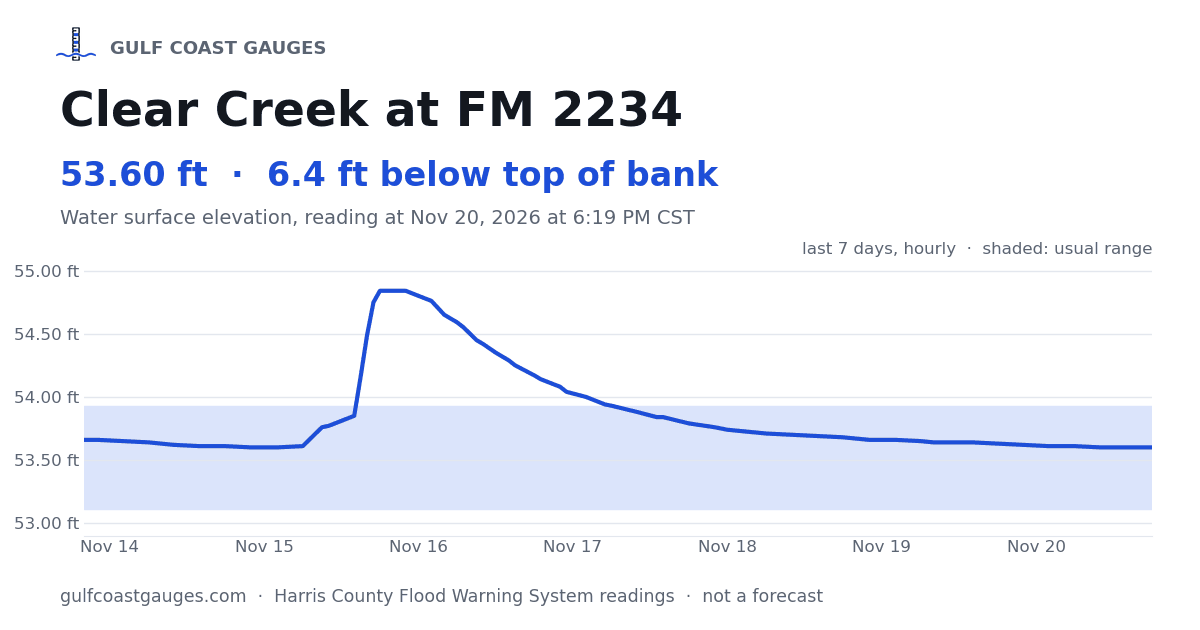 GULF COAST GAUGES
Clear Creek at FM 2234
53.60 ft · 6.4 ft below top of bank
Water surface elevation, reading at Nov 20, 2026 at 6:19 PM CST
last 7 days, hourly · shaded: usual range
55.00 ft
54.50 ft
54.00 ft
53.50 ft
53.00 ft
Nov 14 Nov 15 Nov 16 Nov 17 Nov 18 Nov 19 Nov 20
gulfcoastgauges.com · Harris County Flood Warning System readings · not a forecast